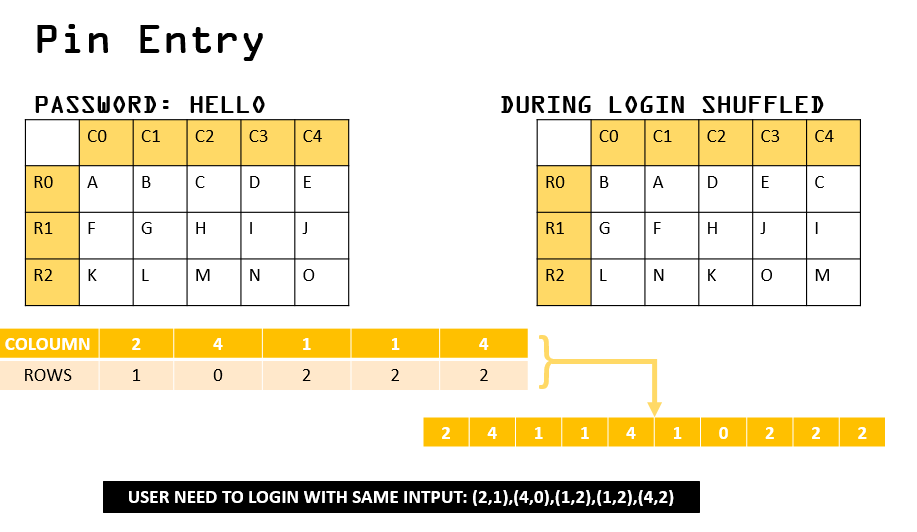 Pin Entry
PASSWORD: HELLO
C0 C1 C2 C3 C4
R0 A B C D E
R1 F G H I J
R2 K L M N O
DURING LOGIN SHUFFLED
C0 C1 C2 C3 C4
R0 B A D E C
R1 G F H J I
R2 L N K O M
COLOUMN 2 4 1 1 4
ROWS 1 0 2 2 2
2 4 1 1 4 1 0 2 2 2
USER NEED TO LOGIN WITH SAME INTPUT: (2,1),(4,0),(1,2),(1,2),(4,2)